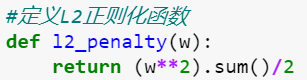 #定义L2正则化函数
def l2_penalty(w):
    return (w**2).sum()/2